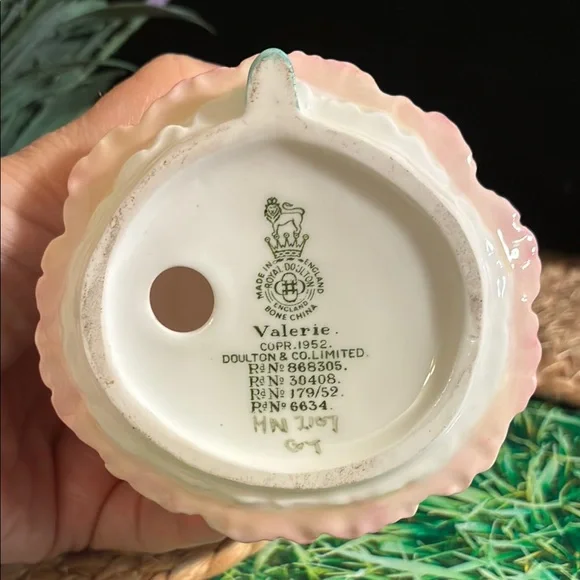 MADE IN ENGLAND
ROYAL DOULTON
ENGLAND
BONE CHINA
Valerie.
COPR.1952.
DOULTON & CO.LIMITED.
Rd No 868305.
Rd No 30408.
Rd No 179/52.
Rd No 6634.
HN 2107